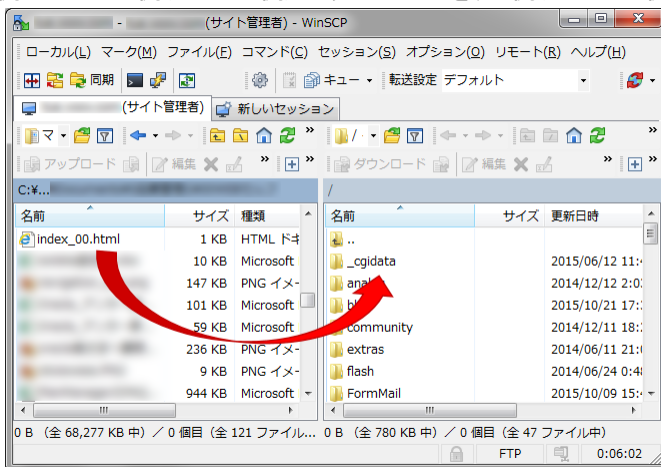 - (サイト管理者) - WinSCP
ローカル(L) マーク(M) ファイル(F) コマンド(C) セッション(S) オプション(O) リモート(R) ヘルプ(H)
同期 キュー 転送設定 デフォルト
(サイト管理者) 新しいセッション
マ /
アップロード 編集 ダウンロード 編集
C:¥...
/
名前 サイズ 種類
index_00.html 1 KB HTML ドキ
10 KB Microsoft
147 KB PNG イメー
101 KB Microsoft
59 KB Microsoft
236 KB PNG イメー
9 KB PNG イメー
944 KB Microsoft
0 B (全 68,277 KB 中) / 0 個目 (全 121 ファイル...
名前 サイズ 更新日時
..
_cgidata 2015/06/12 11:
2014/12/12 2:0
2015/10/21 17:
community 2014/12/11 18:
extras 2014/06/11 21:
flash 2014/06/24 0:4
FormMail 2015/10/09 15:
0 B (全 780 KB 中) / 0 個目 (全 47 ファイル中)
FTP 0:06:02